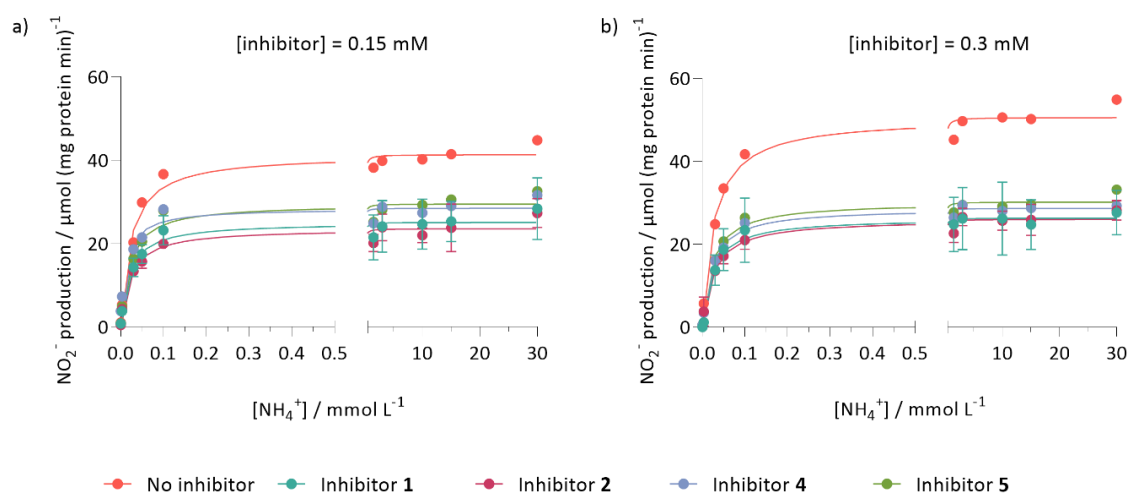 a)
[inhibitor] = 0.15 mM
NO₂⁻ production / µmol (mg protein min)⁻¹
60
40
20
0
0.0 0.1 0.2 0.3 0.4 0.5 10 20 30
[NH₄⁺] / mmol L⁻¹
b)
[inhibitor] = 0.3 mM
NO₂⁻ production / µmol (mg protein min)⁻¹
60
40
20
0
0.0 0.1 0.2 0.3 0.4 0.5 10 20 30
[NH₄⁺] / mmol L⁻¹
No inhibitor Inhibitor 1 Inhibitor 2 Inhibitor 4 Inhibitor 5